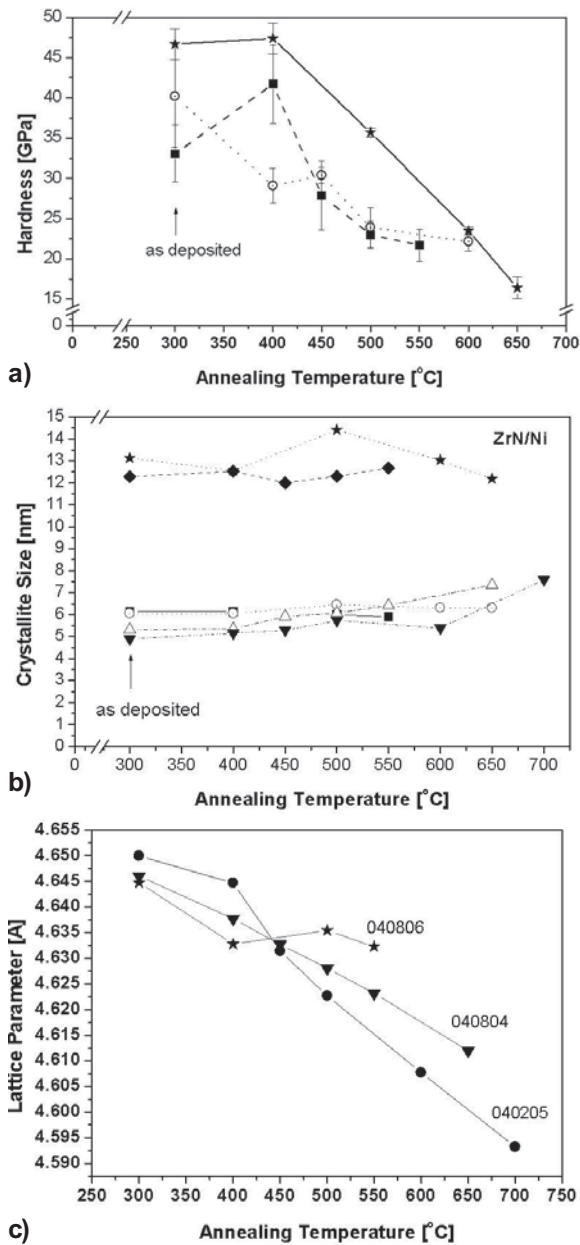 50
45
40
35
30
25
20
15
0
Hardness [GPa]
as deposited
0 250 300 350 400 450 500 550 600 650 700
Annealing Temperature [°C]
a)
15
14
13
12
11
10
9
8
7
6
5
4
3
2
1
0
Crystallite Size [nm]
ZrN/Ni
as deposited
0 300 350 400 450 500 550 600 650 700
Annealing Temperature [°C]
b)
4.655
4.650
4.645
4.640
4.635
4.630
4.625
4.620
4.615
4.610
4.605
4.600
4.595
4.590
Lattice Parameter [A]
040806
040804
040205
250 300 350 400 450 500 550 600 650 700 750
Annealing Temperature [°C]
c)